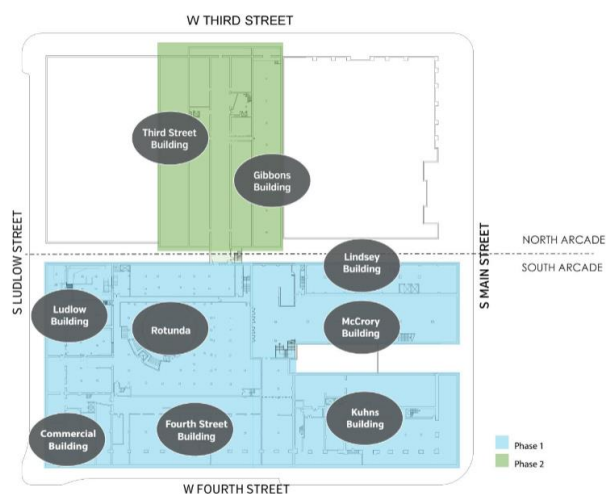 W THIRD STREET
Third Street
Building
Gibbons
Building
S LUDLOW STREET
S MAIN STREET
NORTH ARCADE
SOUTH ARCADE
Lindsey
Building
Ludlow
Building
Rotunda
McCrory
Building
Commercial
Building
Fourth Street
Building
Kuhns
Building
Phase 1
Phase 2
W FOURTH STREET